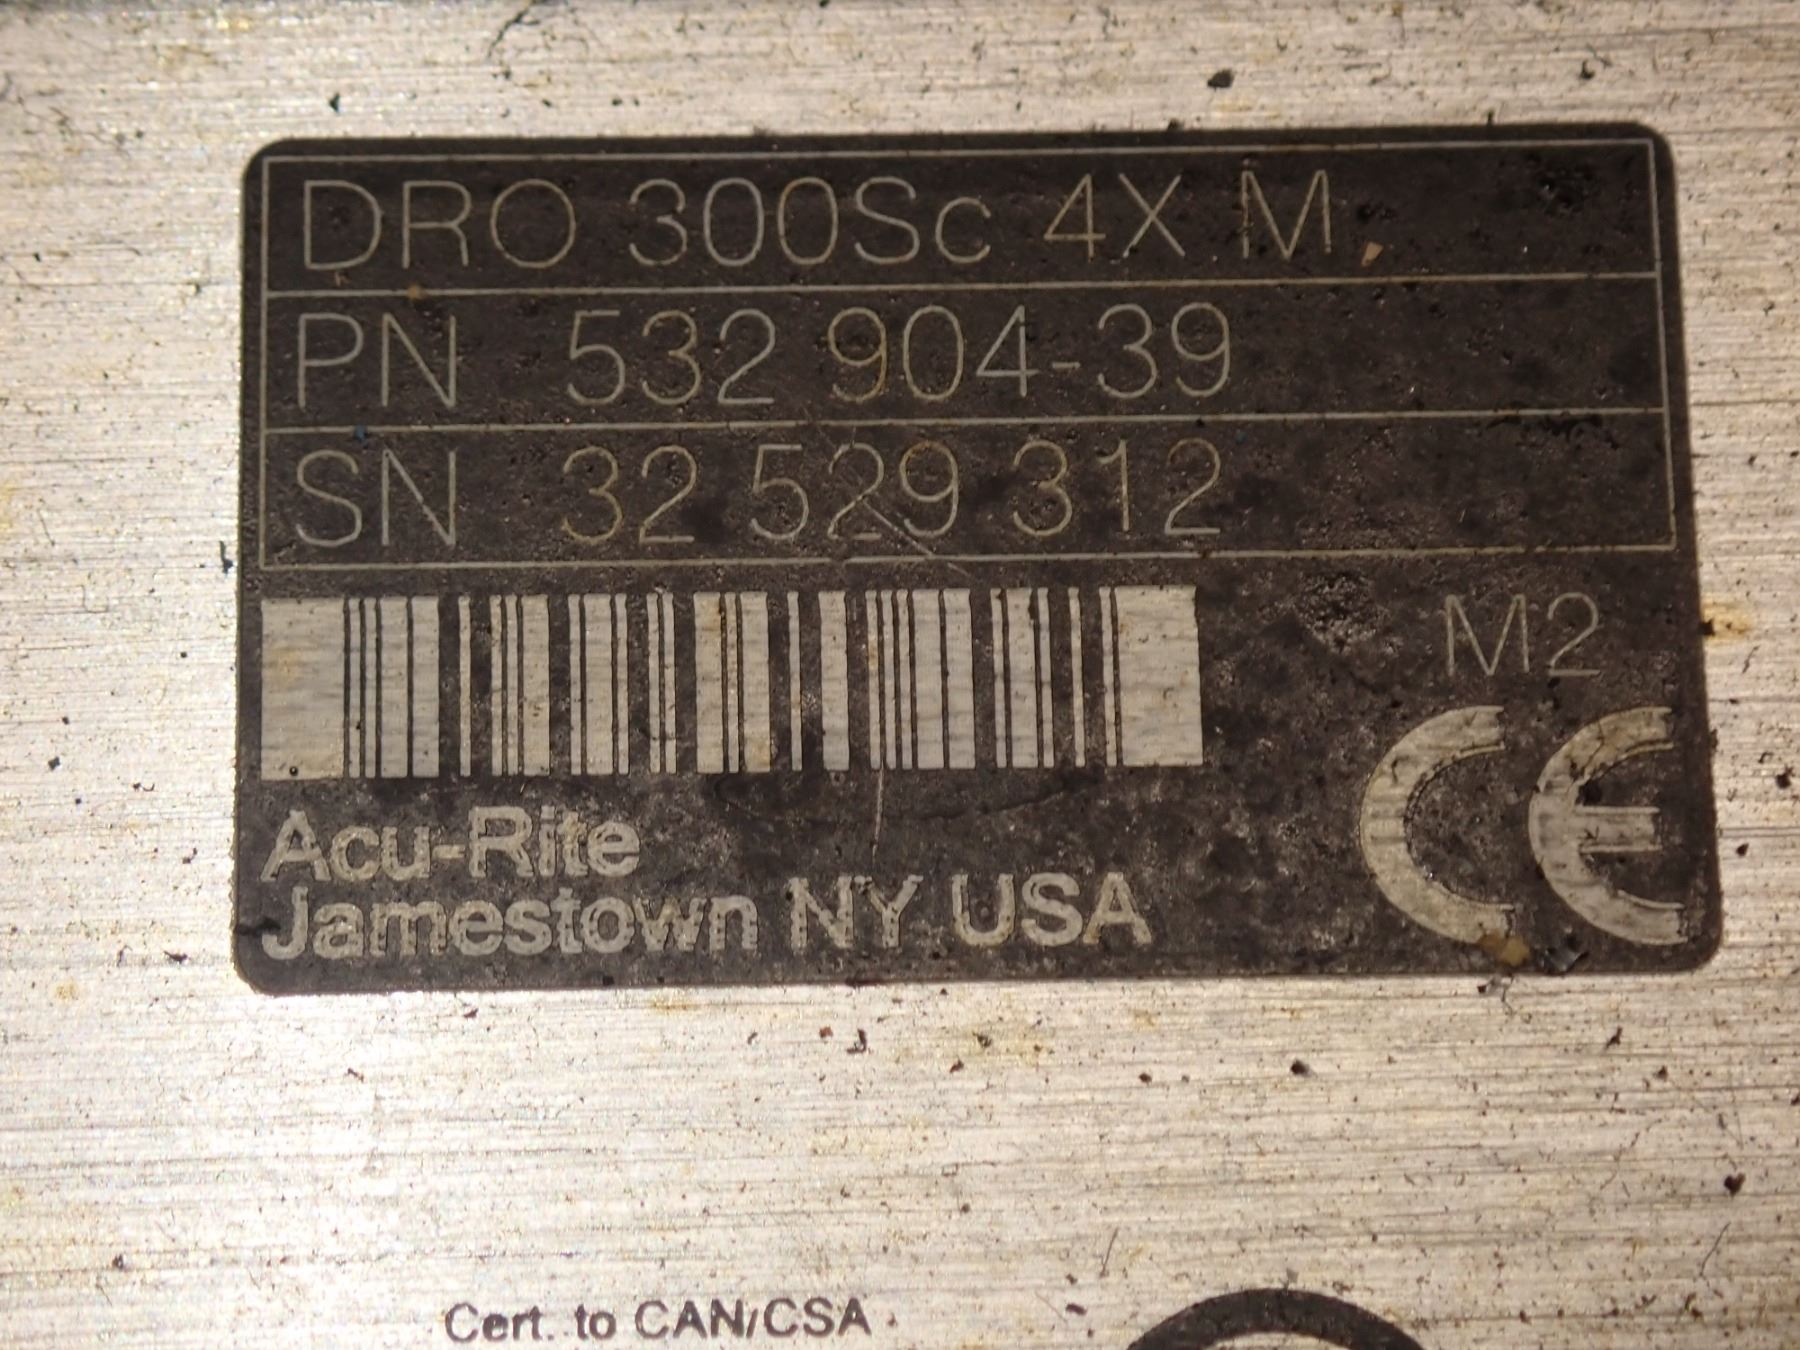 DRO 300Sc 4X M
PN 532 904-39
SN 32 529 312
M2
CE
Acu-Rite
Jamestown NY USA
Cert. to CAN/CSA